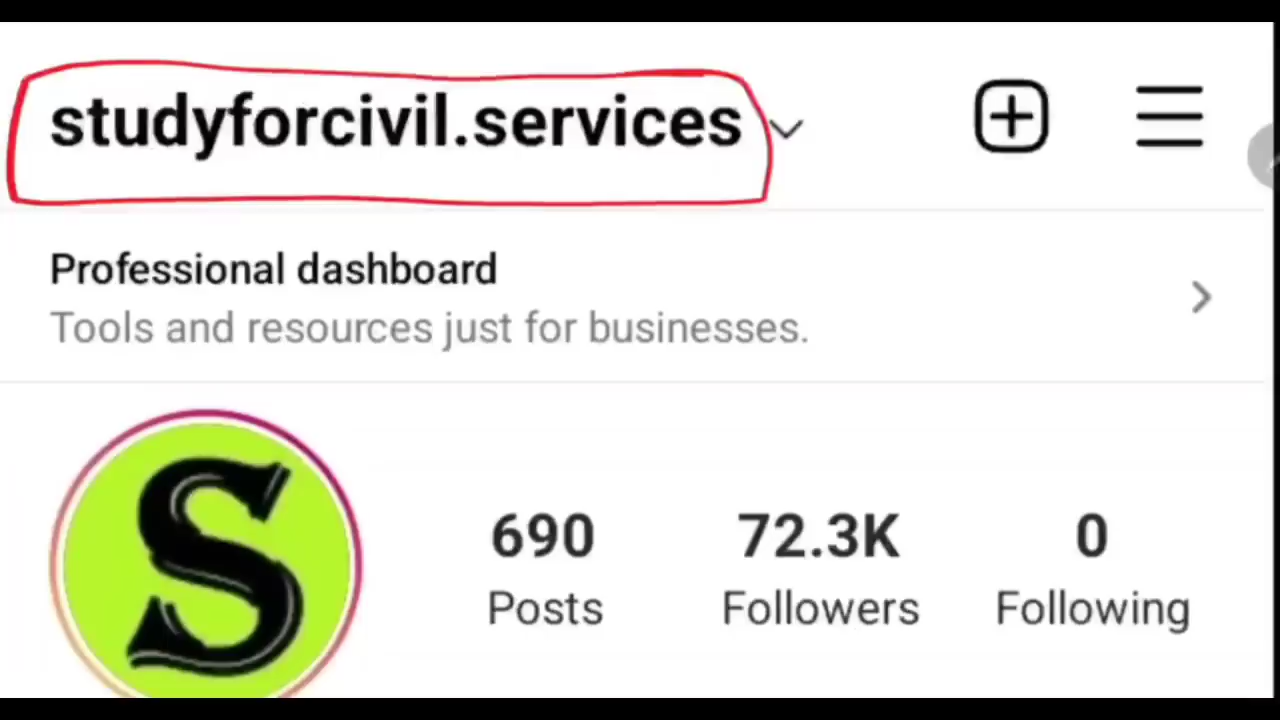 studyforcivil.services
Professional dashboard
Tools and resources just for businesses.
S
690 72.3K 0
Posts Followers Following